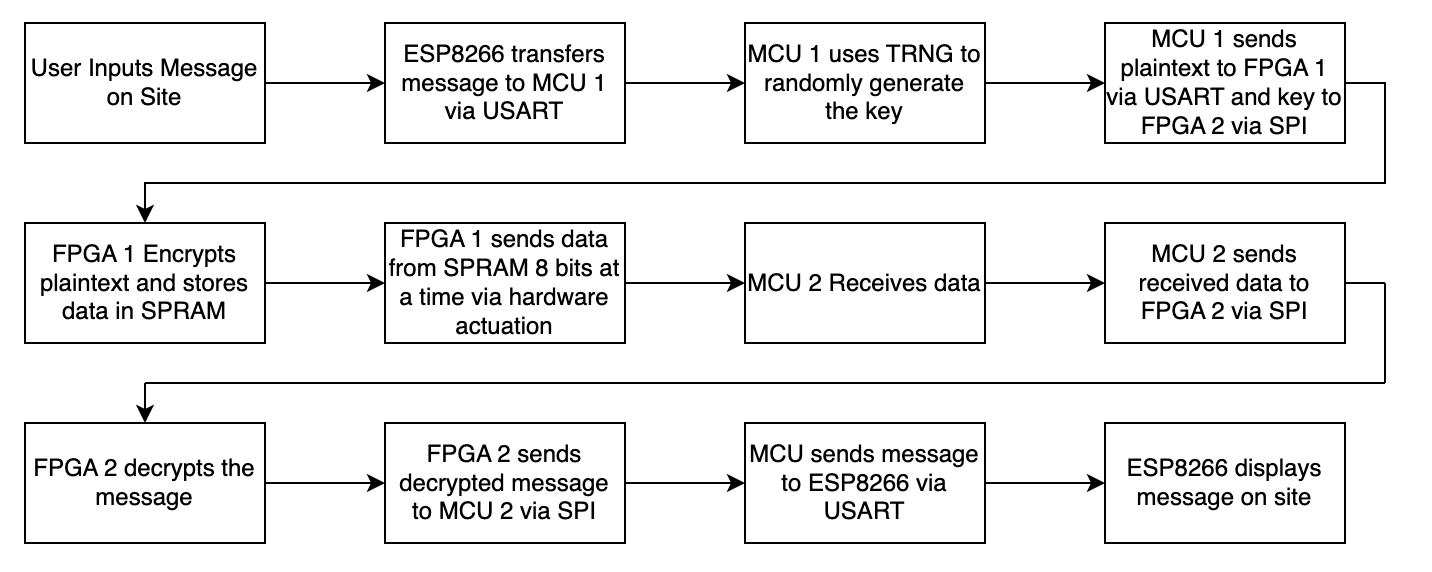 User Inputs Message
on Site
ESP8266 transfers
message to MCU 1
via USART
MCU 1 uses TRNG to
randomly generate
the key
MCU 1 sends
plaintext to FPGA 1
via USART and key to
FPGA 2 via SPI
FPGA 1 Encrypts
plaintext and stores
data in SPRAM
FPGA 1 sends data
from SPRAM 8 bits at
a time via hardware
actuation
MCU 2 Receives data
MCU 2 sends
received data to
FPGA 2 via SPI
FPGA 2 decrypts the
message
FPGA 2 sends
decrypted message
to MCU 2 via SPI
MCU sends message
to ESP8266 via
USART
ESP8266 displays
message on site